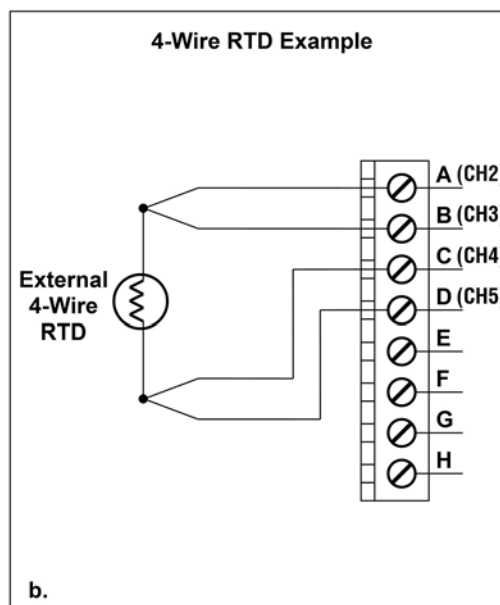 4-Wire RTD Example
A (CH2)
B (CH3)
C (CH4)
D (CH5)
E
F
G
H
External
4-Wire
RTD
b.